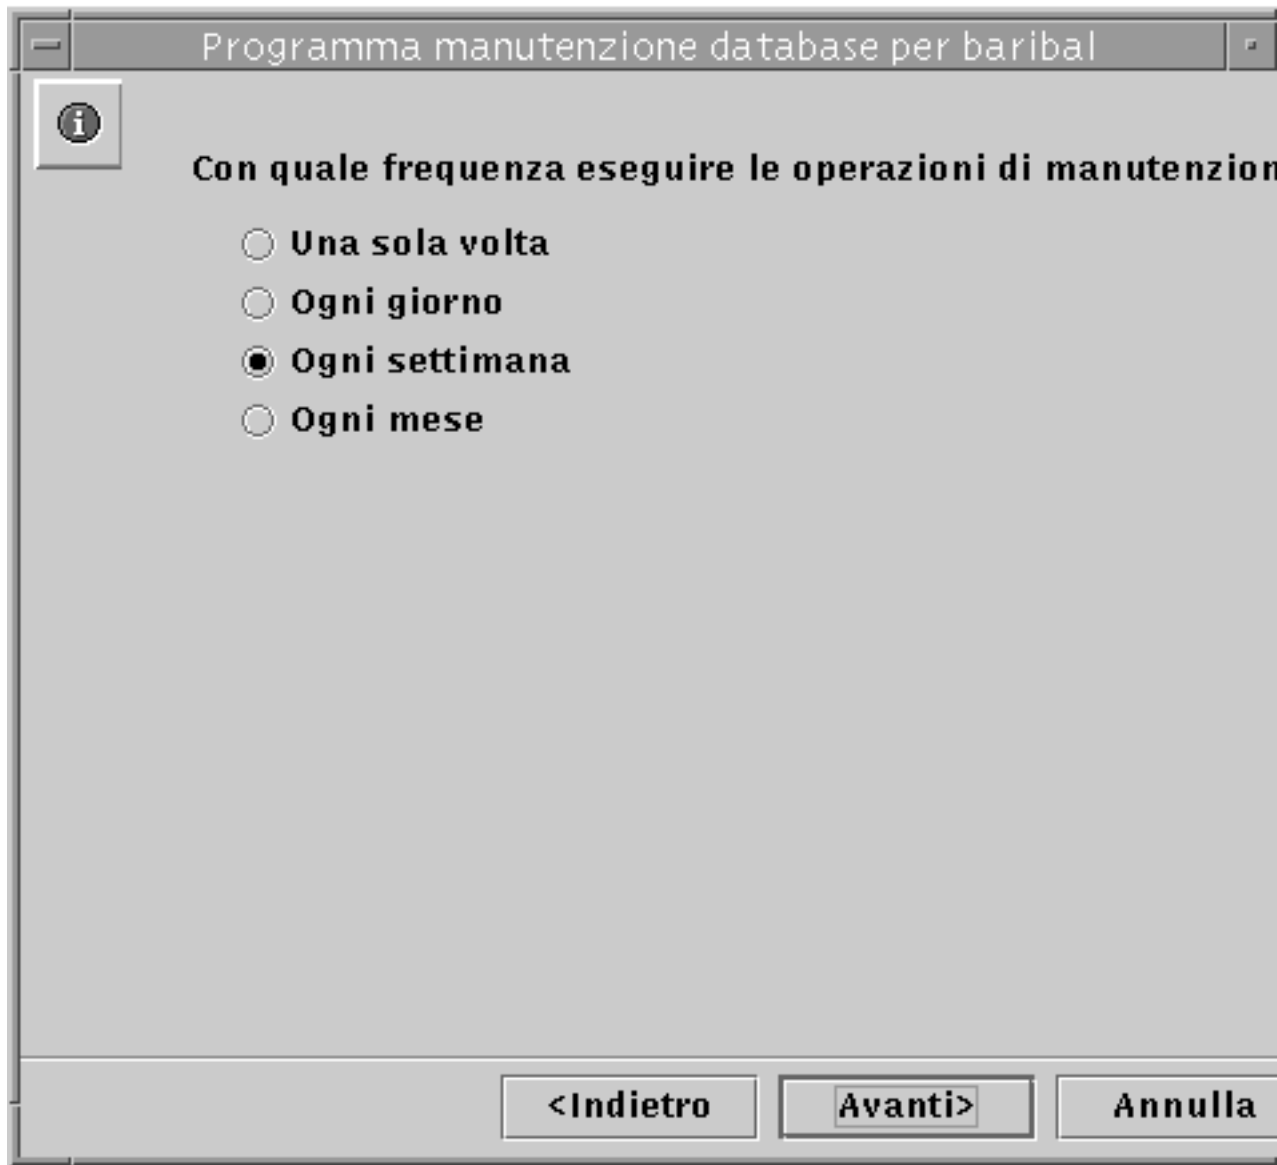 Programma manutenzione database per baribal
Con quale frequenza eseguire le operazioni di manutenzion
Una sola volta
Ogni giorno
Ogni settimana
Ogni mese
<Indietro
Avanti>
Annulla